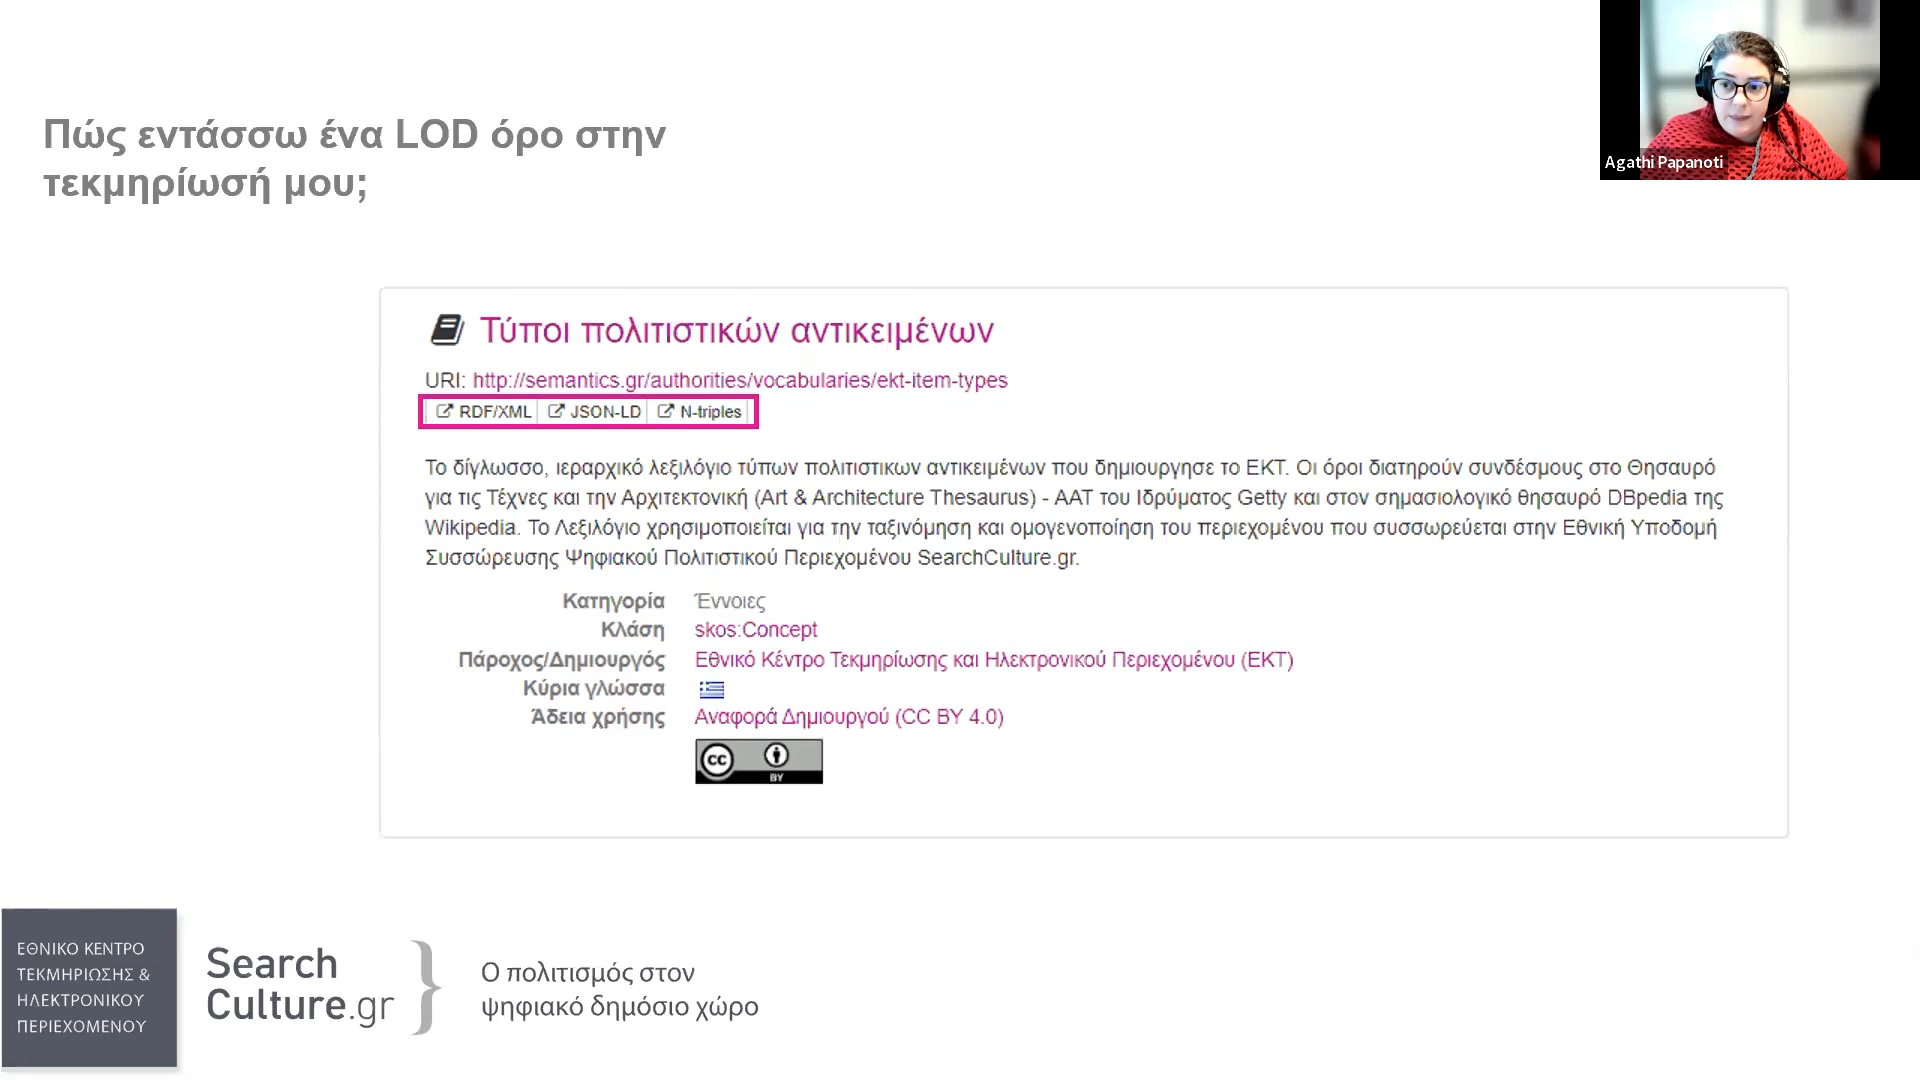 Πώς εντάσσω ένα LOD όρο στην
τεκμηρίωσή μου;
Agathi Papanoti
Τύποι πολιτιστικών αντικειμένων
URI: http://semantics.gr/authorities/vocabularies/ekt-item-types
RDF/XML JSON-LD N-triples
Το δίγλωσσο, ιεραρχικό λεξιλόγιο τύπων πολιτιστικων αντικειμένων που δημιουργησε το ΕΚΤ. Οι όροι διατηρούν συνδέσμους στο Θησαυρό
για τις Τέχνες και την Αρχιτεκτονική (Art & Architecture Thesaurus) - AAT του Ιδρύματος Getty και στον σημασιολογικό θησαυρό DBpedia της
Wikipedia. Το Λεξιλόγιο χρησιμοποιείται για την ταξινόμηση και ομογενοποίηση του περιεχομένου που συσσωρεύεται στην Εθνική Υποδομή
Συσσώρευσης Ψηφιακού Πολιτιστικού Περιεχομένου SearchCulture.gr.
Κατηγορία Έννοιες
Κλάση skos:Concept
Πάροχος/Δημιουργός Εθνικό Κέντρο Τεκμηρίωσης και Ηλεκτρονικού Περιεχομένου (ΕΚΤ)
Κύρια γλώσσα
Άδεια χρήσης Αναφορά Δημιουργού (CC BY 4.0)
cc
BY
ΕΘΝΙΚΟ ΚΕΝΤΡΟ
ΤΕΚΜΗΡΙΩΣΗΣ &
ΗΛΕΚΤΡΟΝΙΚΟΥ
ΠΕΡΙΕΧΟΜΕΝΟΥ
Search
Culture.gr
Ο πολιτισμός στον
ψηφιακό δημόσιο χώρο